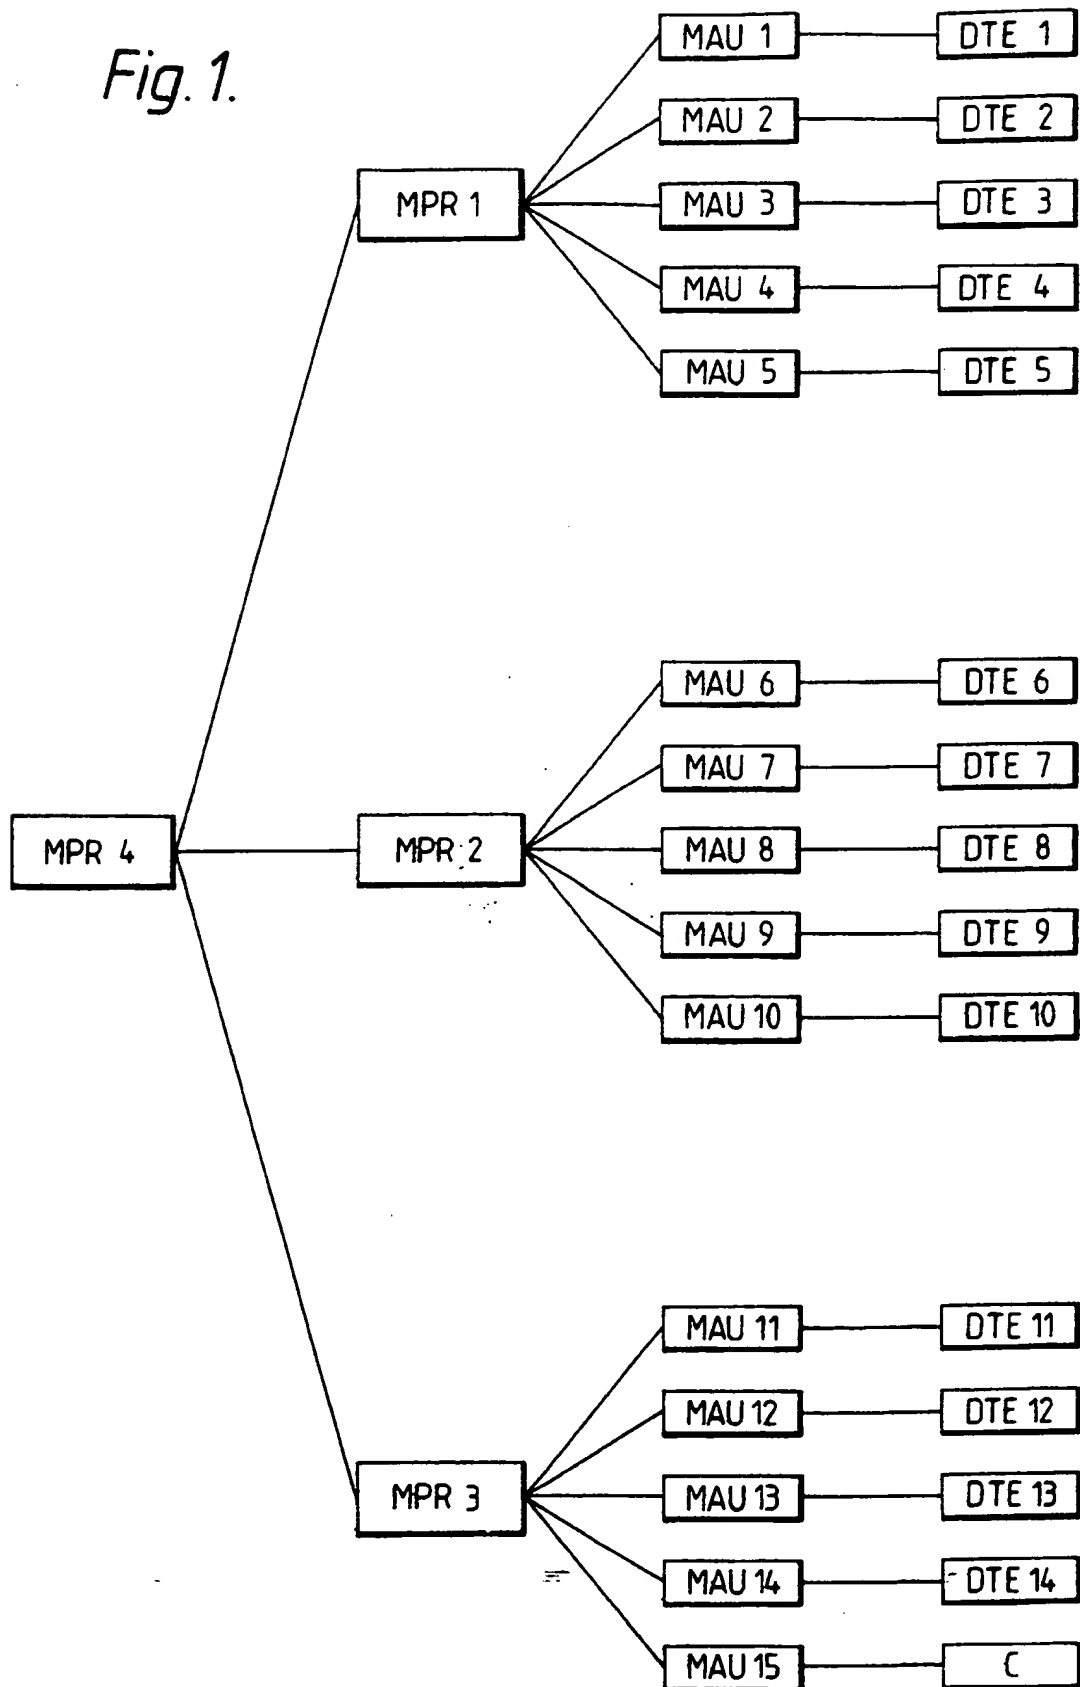 Fig. 1.
MAU 1 DTE 1
MAU 2 DTE 2
MPR 1 MAU 3 DTE 3
MAU 4 DTE 4
MAU 5 DTE 5
MAU 6 DTE 6
MAU 7 DTE 7
MPR 4 MPR 2 MAU 8 DTE 8
MAU 9 DTE 9
MAU 10 DTE 10
MAU 11 DTE 11
MAU 12 DTE 12
MPR 3 MAU 13 DTE 13
MAU 14 DTE 14
MAU 15 C